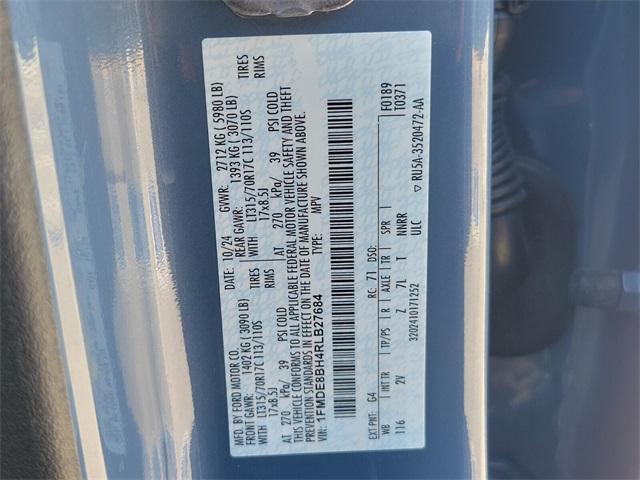 MFD. BY FORD MOTOR CO.
DATE: 10/24 GVWR: 2712 KG ( 5980 LB)
FRONT GAWR: 1402 KG ( 3090 LB) REAR GAWR: 1393 KG ( 3070 LB)
WITH LT315/70R17C 113/110S TIRES WITH LT315/70R17C 113/110S TIRES
17x8.5J RIMS 17x8.5J RIMS
AT 270 kPa/ 39 PSI COLD AT 270 kPa/ 39 PSI COLD
THIS VEHICLE CONFORMS TO ALL APPLICABLE FEDERAL MOTOR VEHICLE SAFETY AND THEFT
PREVENTION STANDARDS IN EFFECT ON THE DATE OF MANUFACTURE SHOWN ABOVE.
VIN: 1FMDE8BH4RLB27684 TYPE: MPV
F0189
T0371
EXT PNT: G4 RC: 71 DSO:
WB INT TR TP/PS R AXLE TR SPR
116 2V Z 7L T NNRR
3202410171252 ULC ▽ RU5A-3520472-AA